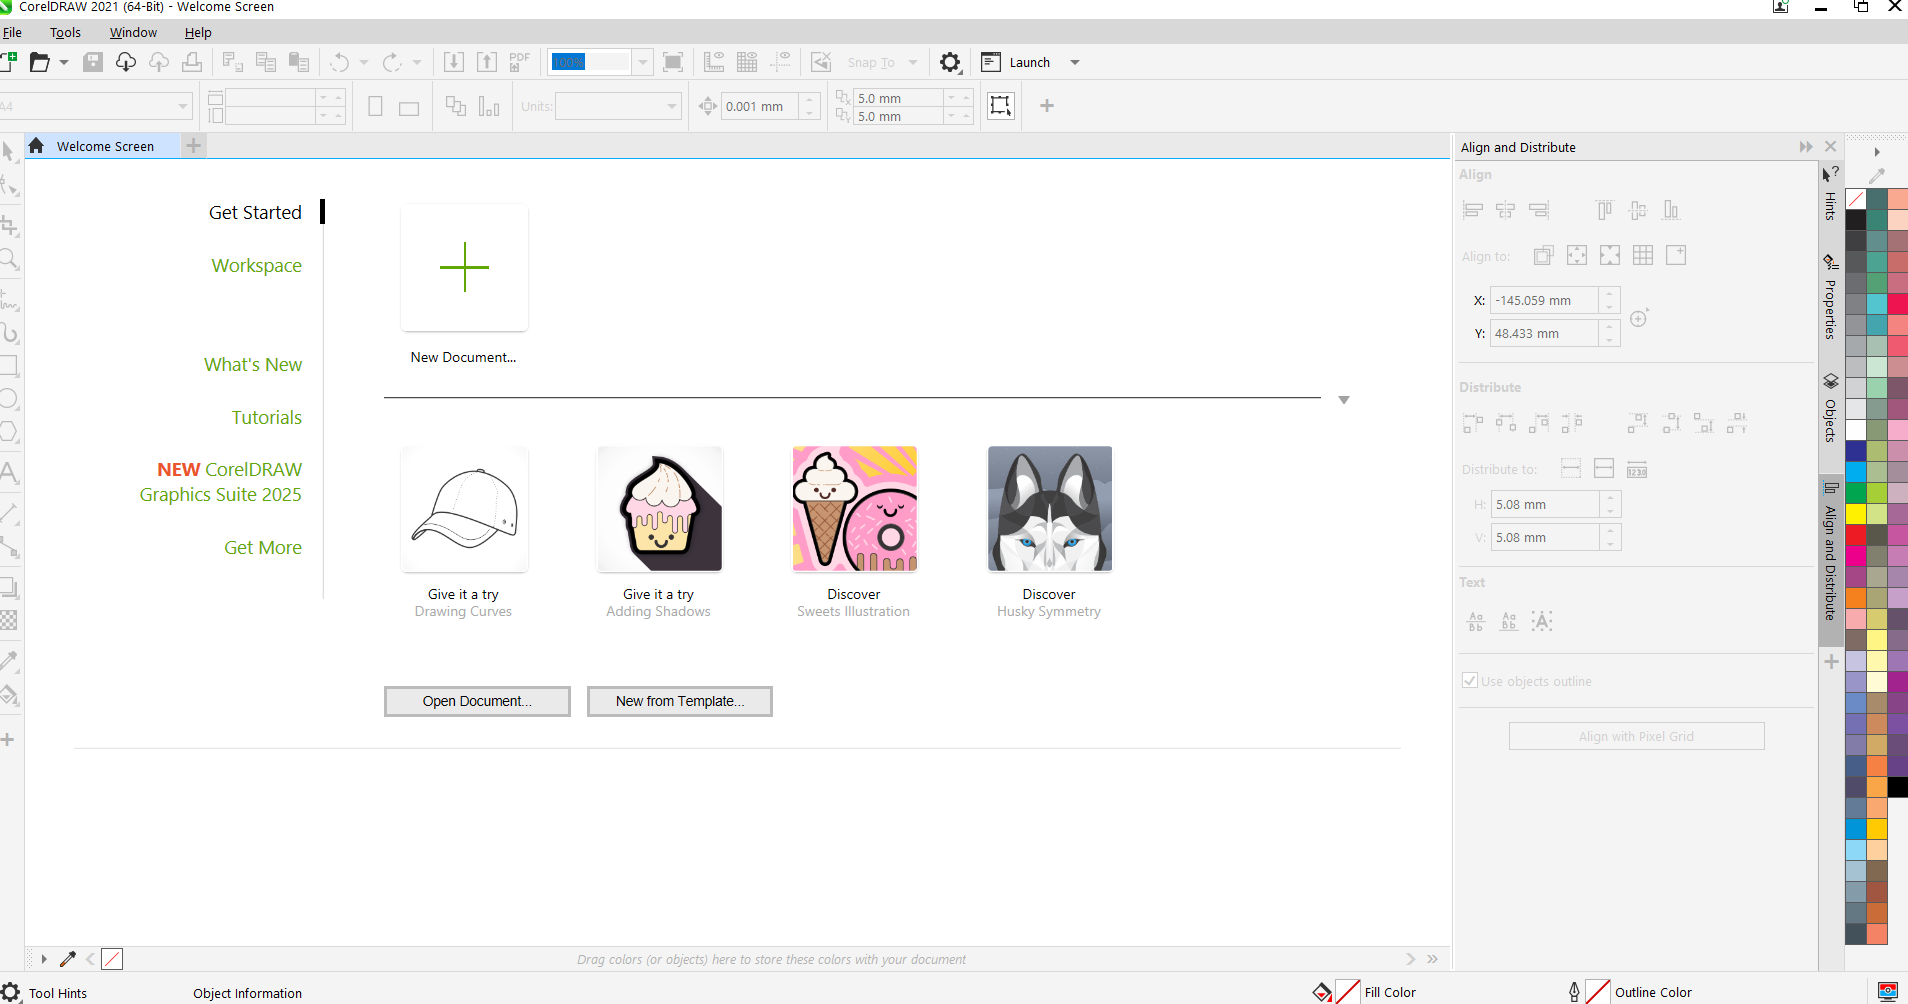 CorelDRAW 2021 (64-Bit) - Welcome Screen
File Tools Window Help
PDF 100% Snap To Launch
A4 Units: 0.001 mm 5.0 mm
5.0 mm
Welcome Screen
Get Started
Workspace
What's New
Tutorials
NEW CorelDRAW
Graphics Suite 2025
Get More
New Document...
Give it a try
Drawing Curves
Give it a try
Adding Shadows
Discover
Sweets Illustration
Discover
Husky Symmetry
Open Document...
New from Template...
Align and Distribute
Align
Align to:
X: -145.059 mm
Y: 48.433 mm
Distribute
Distribute to:
H: 5.08 mm
V: 5.08 mm
Text
Aa
Bb
Aa
Bb
A
Use objects outline
Align with Pixel Grid
Hints
Properties
Objects
Align and Distribute
Drag colors (or objects) here to store these colors with your document
Tool Hints
Object Information
Fill Color
Outline Color